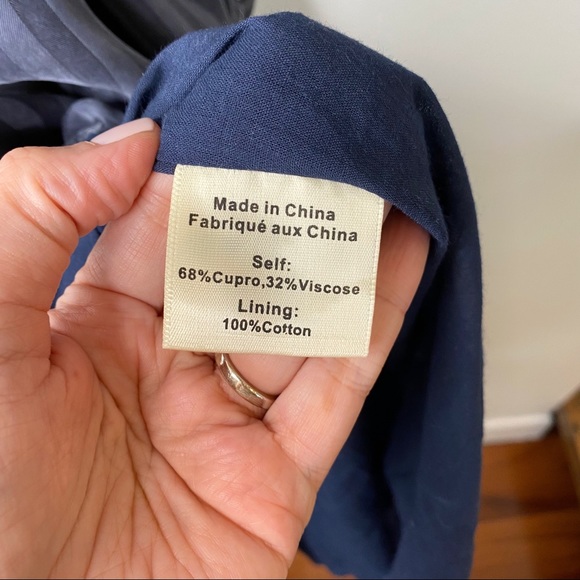 Made in China
Fabriqué aux China
Self:
68%Cupro,32%Viscose
Lining:
100%Cotton